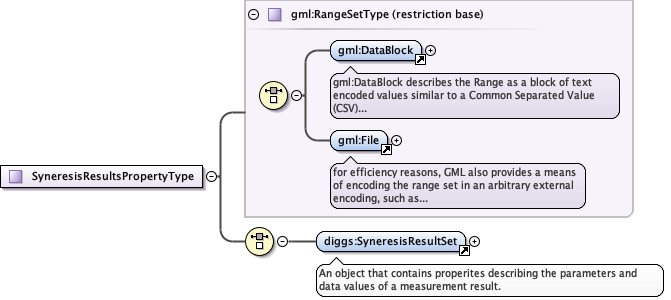 gml:RangeSetType (restriction base)
gml:DataBlock
gml:DataBlock describes the Range as a block of text
encoded values similar to a Common Separated Value
(CSV)...
gml:File
for efficiency reasons, GML also provides a means
of encoding the range set in an arbitrary external
encoding, such as...
SyneresisResultsPropertyType
diggs:SyneresisResultSet
An object that contains properites describing the parameters and
data values of a measurement result.